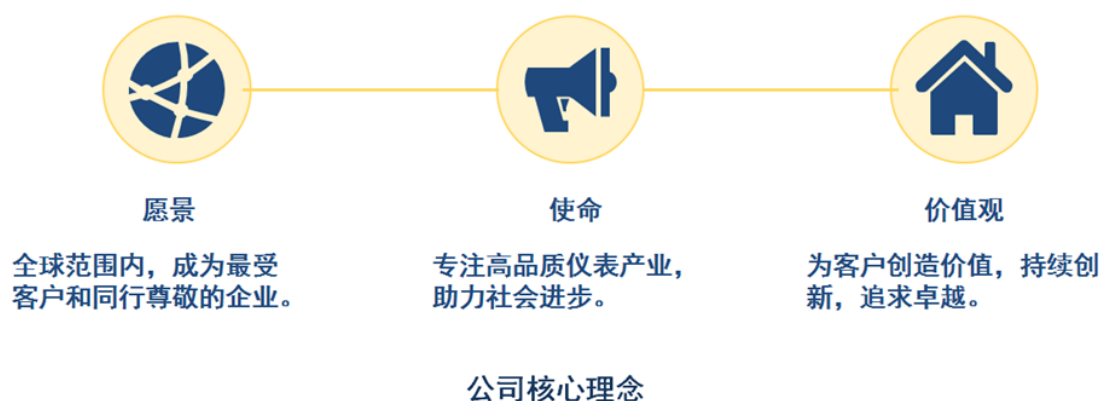 愿景
全球范围内，成为最受
客户和同行尊敬的企业。
使命
专注高品质仪表产业，
助力社会进步。
价值观
为客户创造价值，持续创
新，追求卓越。
公司核心理念